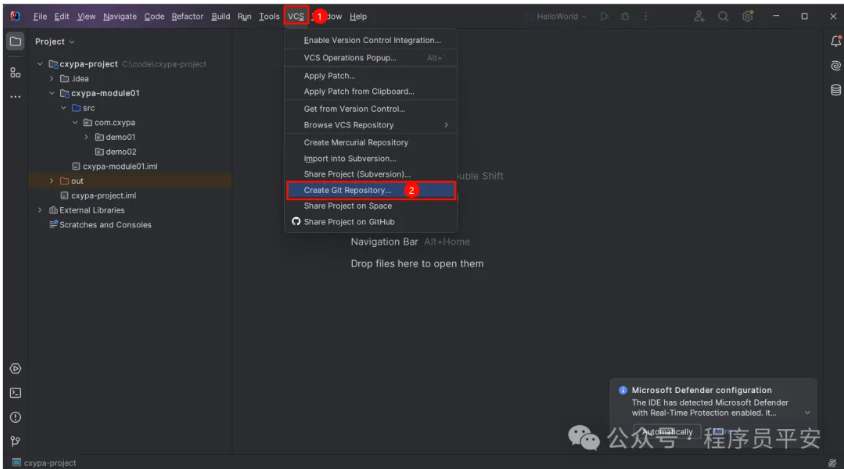 File Edit View Navigate Code Refactor Build Run Tools VCS 1 dow Help HelloWorld
Project
cxypa-project C:\code\cxypa-project
.idea
cxypa-module01
src
com.cxypa
demo01
demo02
cxypa-module01.iml
out
cxypa-project.iml
External Libraries
Scratches and Consoles
Enable Version Control Integration...
VCS Operations Popup... Alt+`
Apply Patch...
Apply Patch from Clipboard...
Get from Version Control...
Browse VCS Repository
Create Mercurial Repository
Import into Subversion...
Share Project (Subversion)...
Create Git Repository... 2
Share Project on Space
Share Project on GitHub
uble Shift
Navigation Bar Alt+Home
Drop files here to open them
Microsoft Defender configuration
The IDE has detected Microsoft Defender
with Real-Time Protection enabled. It...
Automatically
公众号·程序员平安
cxypa-project